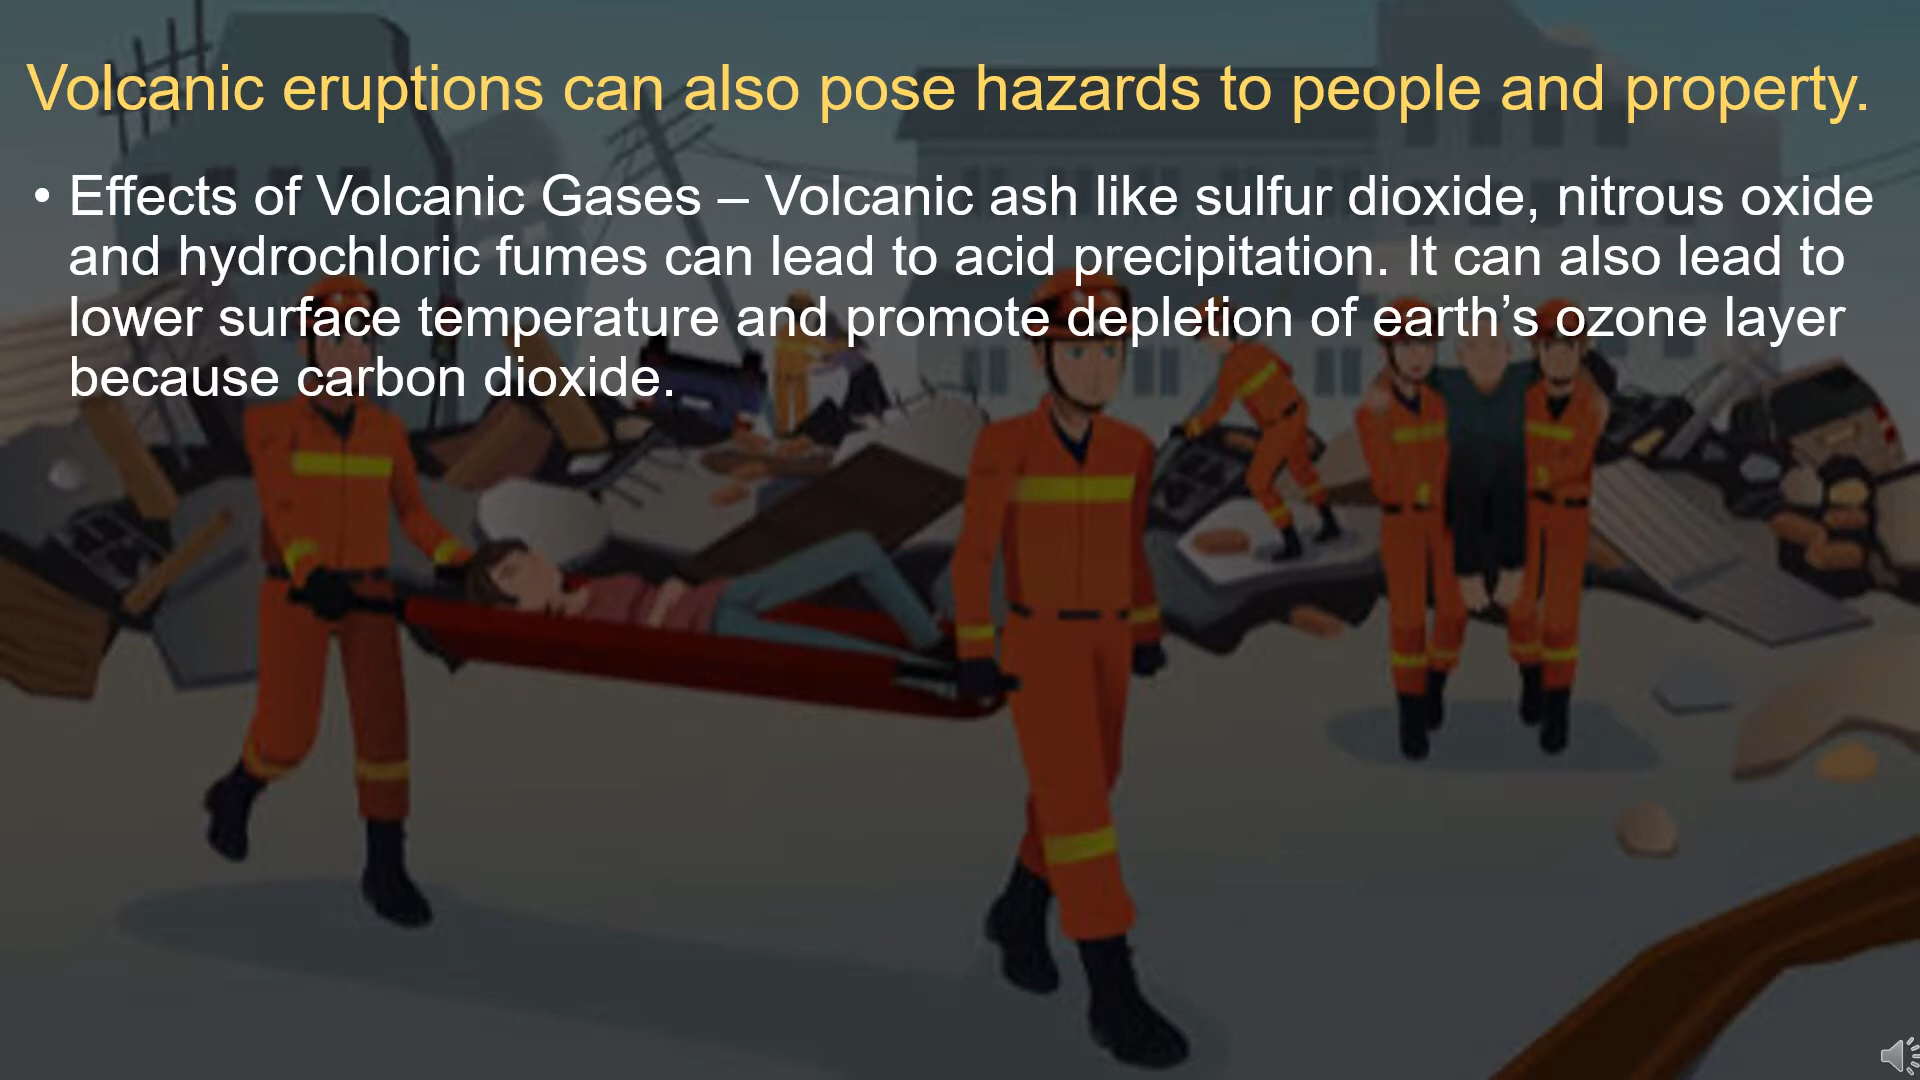 Volcanic eruptions can also pose hazards to people and property.
• Effects of Volcanic Gases – Volcanic ash like sulfur dioxide, nitrous oxide
and hydrochloric fumes can lead to acid precipitation. It can also lead to
lower surface temperature and promote depletion of earth’s ozone layer
because carbon dioxide.